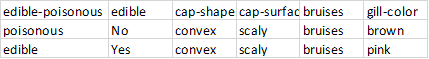 edible-poisonous edible cap-shape cap-surfac bruises gill-color
poisonous No convex scaly bruises brown
edible Yes convex scaly bruises pink